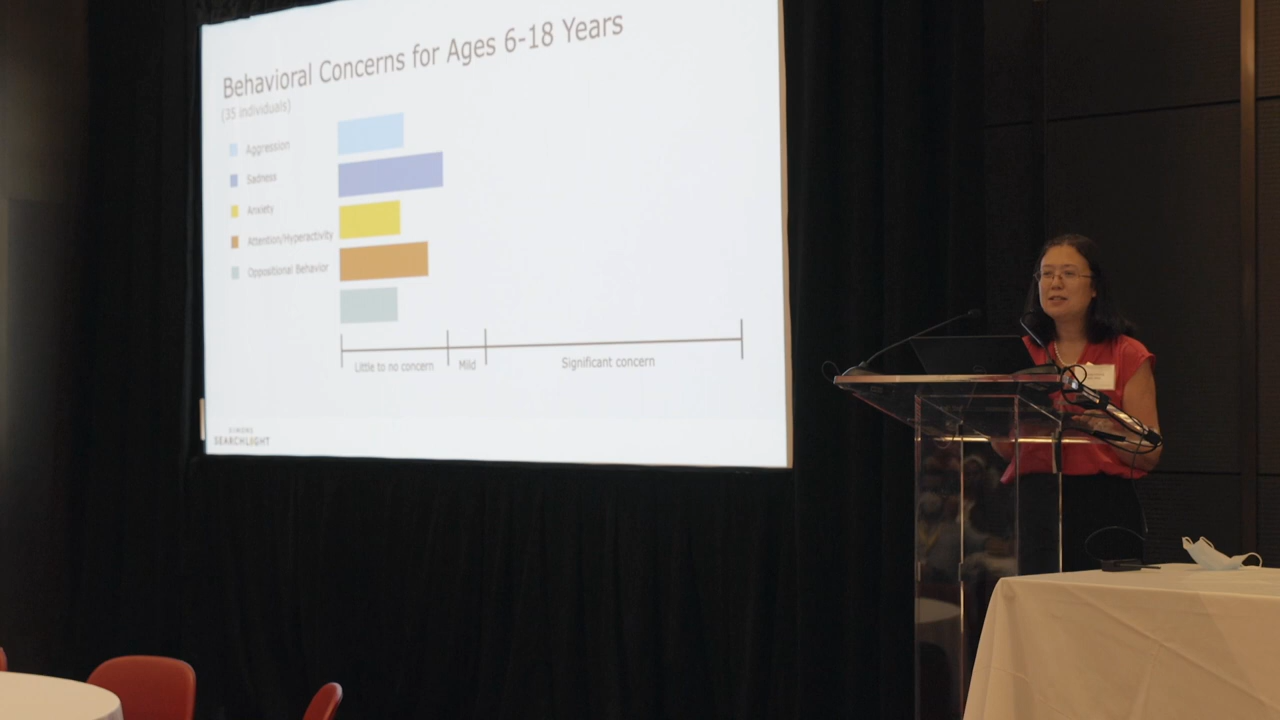 Behavioral Concerns for Ages 6-18 Years
(35 individuals)
Aggression
Sadness
Anxiety
Attention/Hyperactivity
Oppositional Behavior
Little to no concern
Mild
Significant concern
SIMONS
SEARCHLIGHT